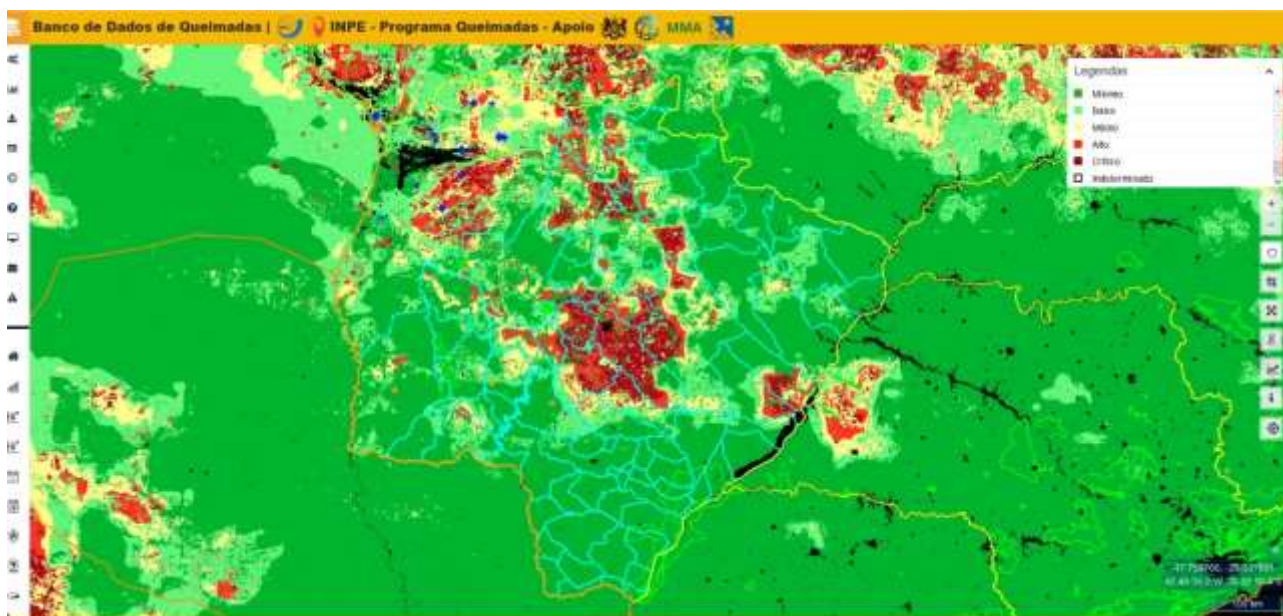 Banco de Dados de Queimadas | INPE - Programa Queimadas - Apoio MMA
Legendas
Mínimo
Baixo
Médio
Alto
Crítico
Indeterminado